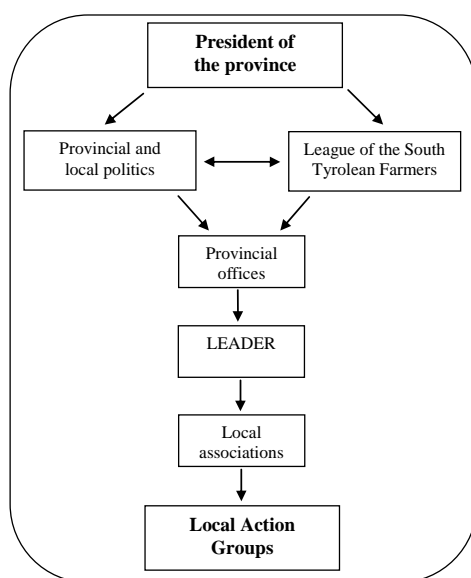 President of
the province
Provincial and
local politics
League of the South
Tyrolean Farmers
Provincial
offices
LEADER
Local
associations
Local Action
Groups